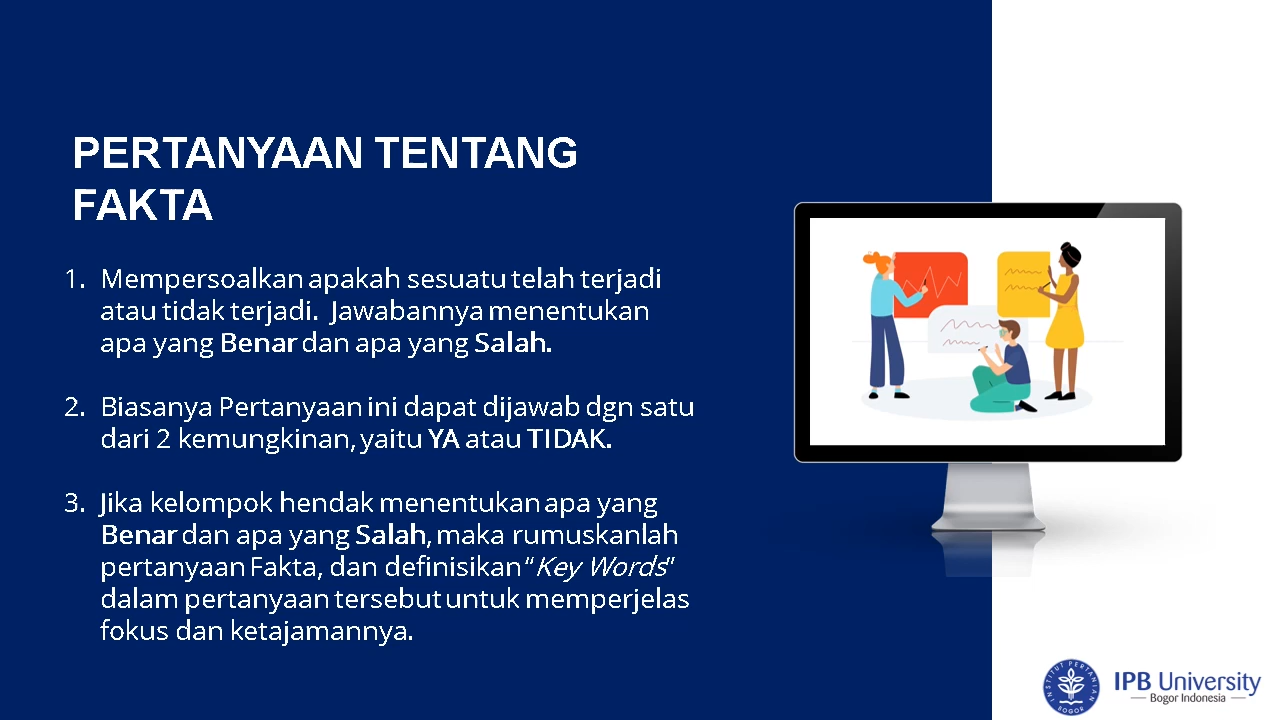 PERTANYAAN TENTANG
FAKTA
1. Mempersoalkan apakah sesuatu telah terjadi
atau tidak terjadi. Jawabannya menentukan
apa yang Benar dan apa yang Salah.
2. Biasanya Pertanyaan ini dapat dijawab dgn satu
dari 2 kemungkinan, yaitu YA atau TIDAK.
3. Jika kelompok hendak menentukan apa yang
Benar dan apa yang Salah, maka rumuskanlah
pertanyaan Fakta, dan definisikan "Key Words"
dalam pertanyaan tersebut untuk memperjelas
fokus dan ketajamannya.
INSTITUT PERTANIAN
BOGOR
IPB University
Bogor Indonesia